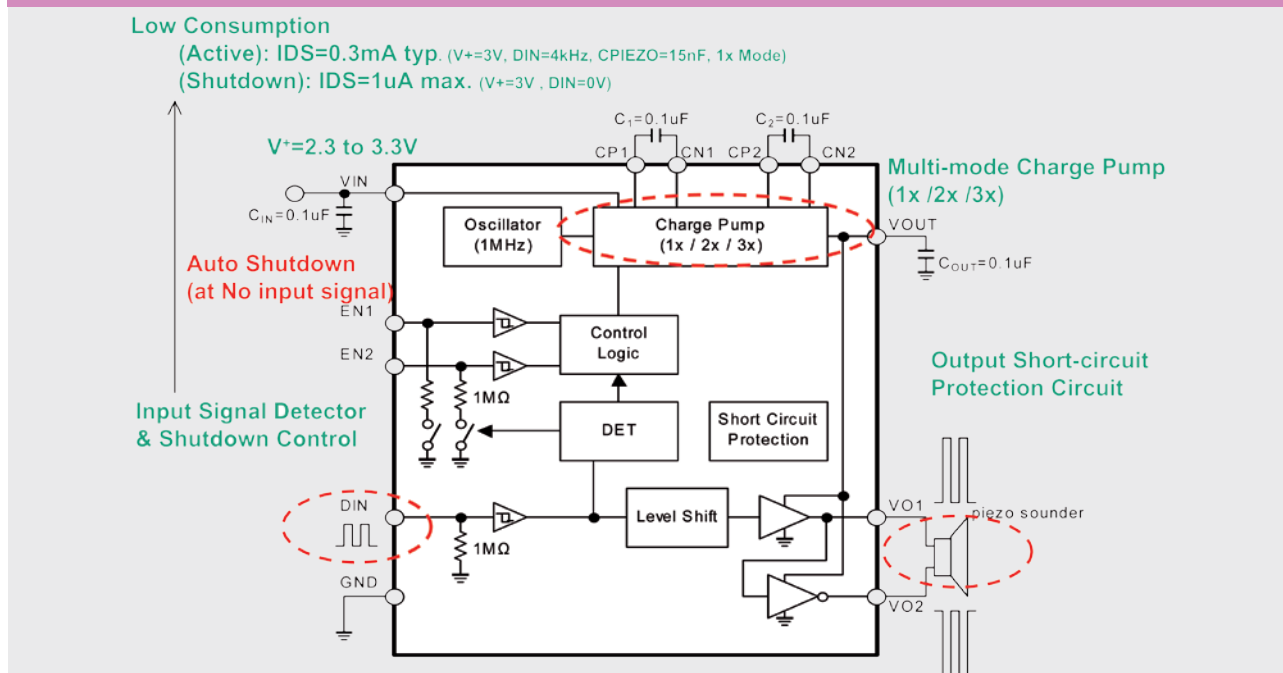 Low Consumption
(Active): IDS=0.3mA typ. (V+=3V, DIN=4kHz, CPIEZO=15nF, 1x Mode)
(Shutdown): IDS=1uA max. (V+=3V , DIN=0V)
C1=0.1uF
C2=0.1uF
V+=2.3 to 3.3V
CP1
CN1
CP2
CN2
Multi-mode Charge Pump
(1x /2x /3x)
VIN
CIN=0.1uF
Oscillator
(1MHz)
Charge Pump
(1x / 2x / 3x)
VOUT
COUT=0.1uF
Auto Shutdown
(at No input signal)
EN1
EN2
Control
Logic
1MΩ
Output Short-circuit
Protection Circuit
Input Signal Detector
& Shutdown Control
DET
Short Circuit
Protection
DIN
1MΩ
Level Shift
VO1
piezo sounder
GND
VO2